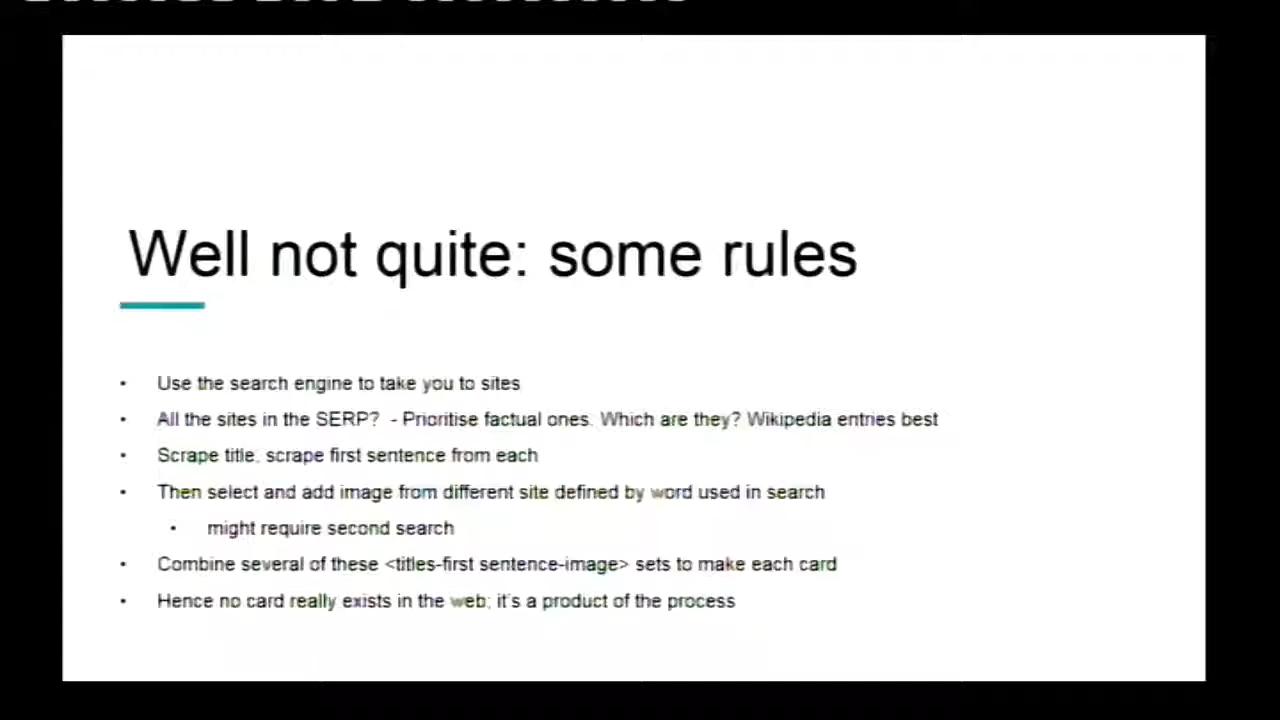 Well not quite: some rules
• Use the search engine to take you to sites
• All the sites in the SERP? - Prioritise factual ones. Which are they? Wikipedia entries best
• Scrape title, scrape first sentence from each
• Then select and add image from different site defined by word used in search
• might require second search
• Combine several of these <titles-first sentence-image> sets to make each card
• Hence no card really exists in the web; it's a product of the process